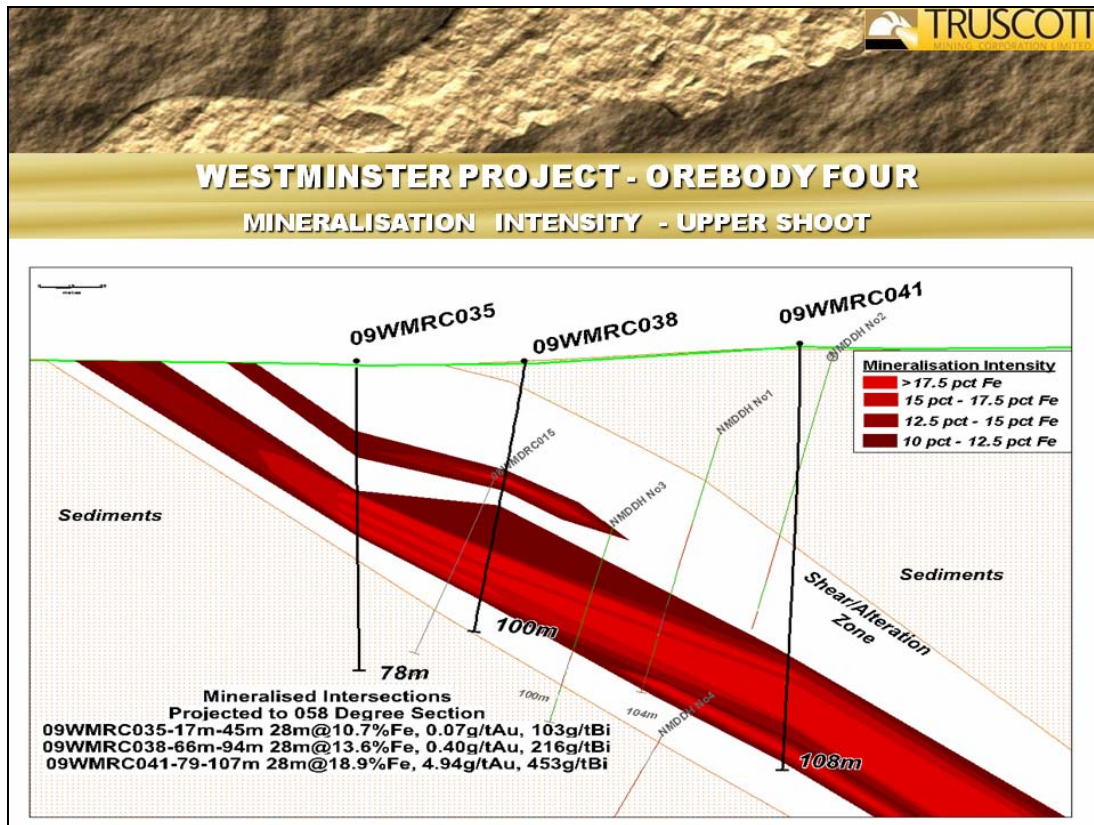 TRUSCOTT
MINING CORPORATION LIMITED
WESTMINSTER PROJECT - OREBODY FOUR
MINERALISATION INTENSITY - UPPER SHOOT
09WMRC035
09WMRC038
09WMRC041
NMDDH No2
Mineralisation Intensity
>17.5 pct Fe
15 pct - 17.5 pct Fe
12.5 pct - 15 pct Fe
10 pct - 12.5 pct Fe
NMDDH No1
NMDDH No3
Sediments
Sediments
Shear/Alteration
Zone
100m
78m
100m
104m
NMDDH No4
108m
Mineralised Intersections
Projected to 058 Degree Section
09WMRC035-17m-45m 28m@10.7%Fe, 0.07g/tAu, 103g/tBi
09WMRC038-66m-94m 28m@13.6%Fe, 0.40g/tAu, 216g/tBi
09WMRC041-79-107m 28m@18.9%Fe, 4.94g/tAu, 453g/tBi